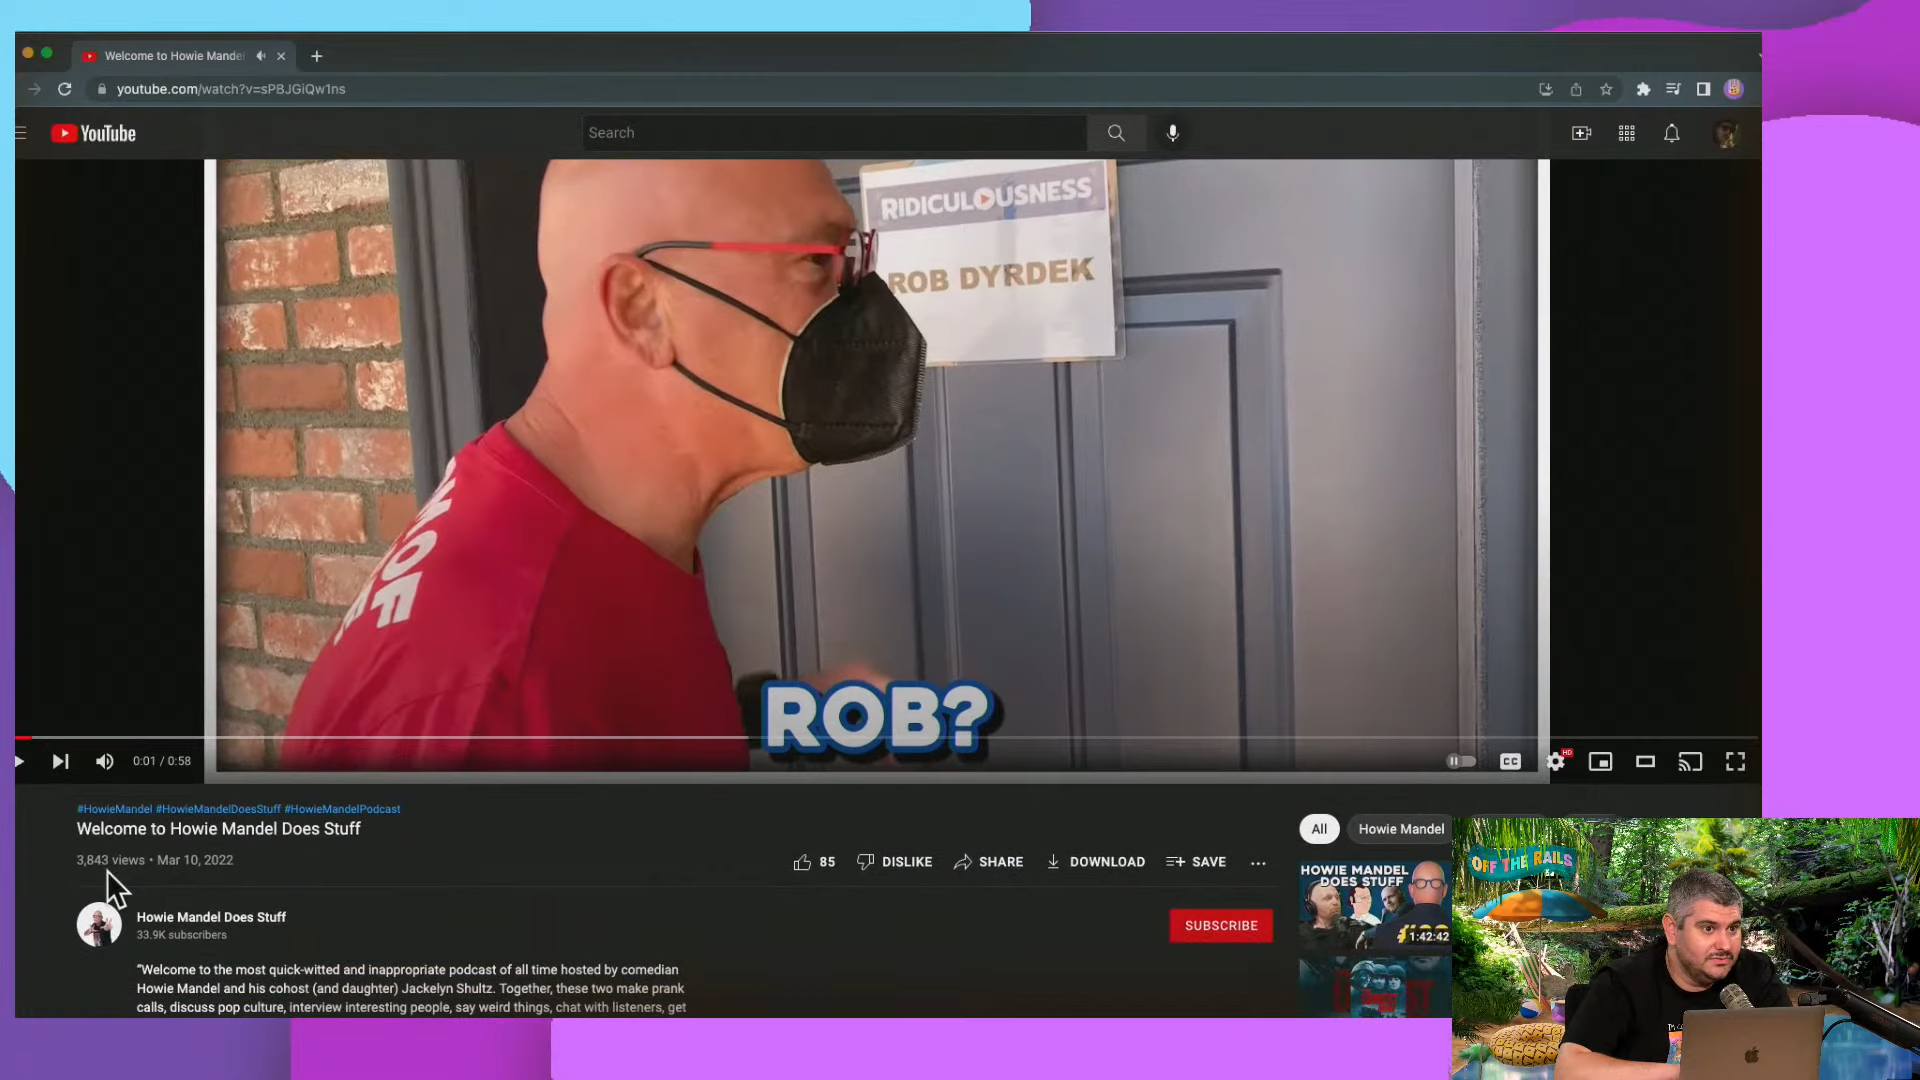 Welcome to Howie Mandel
youtube.com/watch?v=sPBJGiQw1ns
YouTube
Search
RIDICULOUSNESS
ROB DYRDEK
OF
ROB?
0:01 / 0:58
CC
HD
#HowieMandel #HowieMandelDoesStuff #HowieMandelPodcast
Welcome to Howie Mandel Does Stuff
3,843 views • Mar 10, 2022
85
DISLIKE
SHARE
DOWNLOAD
SAVE
Howie Mandel Does Stuff
33.9K subscribers
SUBSCRIBE
"Welcome to the most quick-witted and inappropriate podcast of all time hosted by comedian
Howie Mandel and his cohost (and daughter) Jackelyn Shultz. Together, these two make prank
calls, discuss pop culture, interview interesting people, say weird things, chat with listeners, get
All
Howie Mandel
HOWIE MANDEL
DOES STUFF
1:42:42
OFF THE RAILS